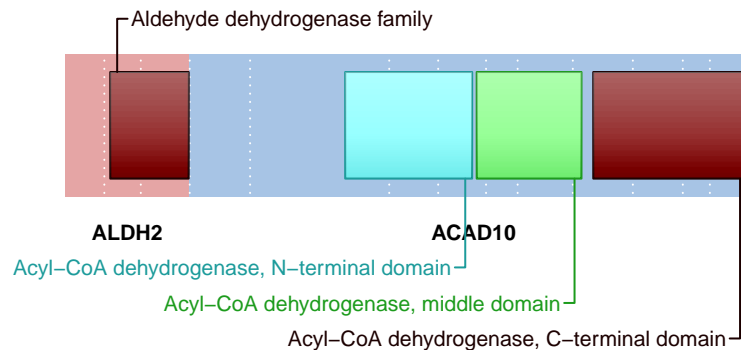 Aldehyde dehydrogenase family
ALDH2
ACAD10
Acyl−CoA dehydrogenase, N−terminal domain
Acyl−CoA dehydrogenase, middle domain
Acyl−CoA dehydrogenase, C−terminal domain